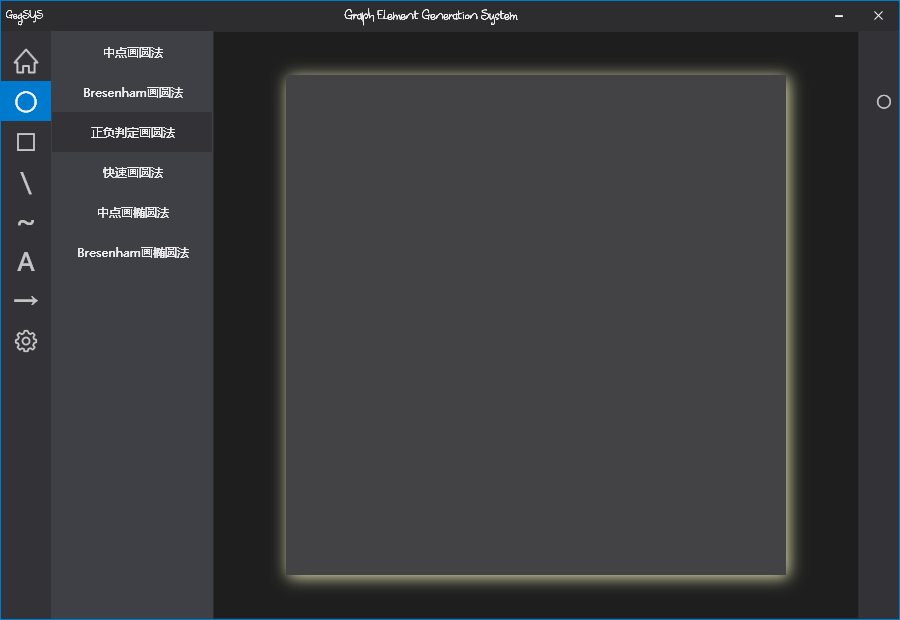 GegSYS
Graph Element Generation System
中点画圆法
Bresenham画圆法
正负判定画圆法
快速画圆法
中点画椭圆法
Bresenham画椭圆法
A